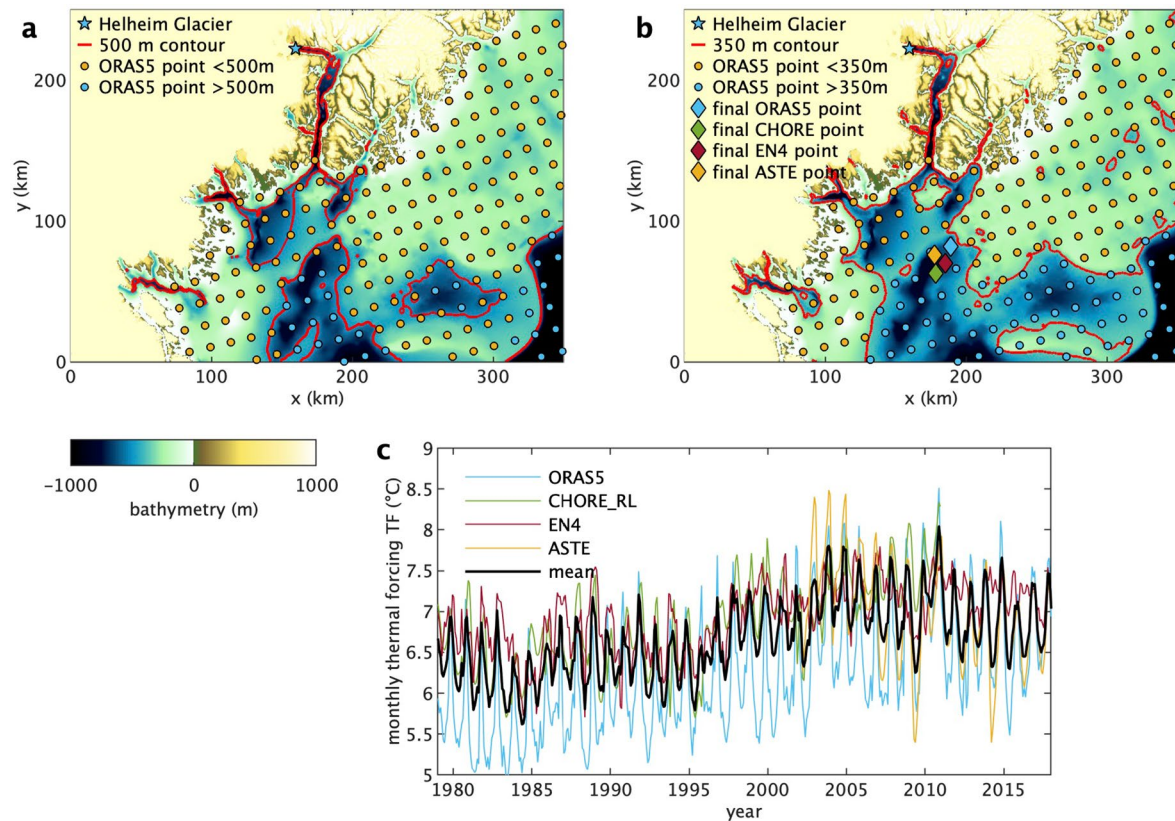 a
Helheim Glacier
500 m contour
ORAS5 point <500m
ORAS5 point >500m
200
100
0
y (km)
0 100 200 300
x (km)
b
Helheim Glacier
350 m contour
ORAS5 point <350m
ORAS5 point >350m
final ORAS5 point
final CHORE point
final EN4 point
final ASTE point
200
100
0
y (km)
0 100 200 300
x (km)
−1000 0 1000
bathymetry (m)
c
ORAS5
CHORE_RL
EN4
ASTE
mean
9
8.5
8
7.5
7
6.5
6
5.5
5
monthly thermal forcing TF (°C)
1980 1985 1990 1995 2000 2005 2010 2015
year